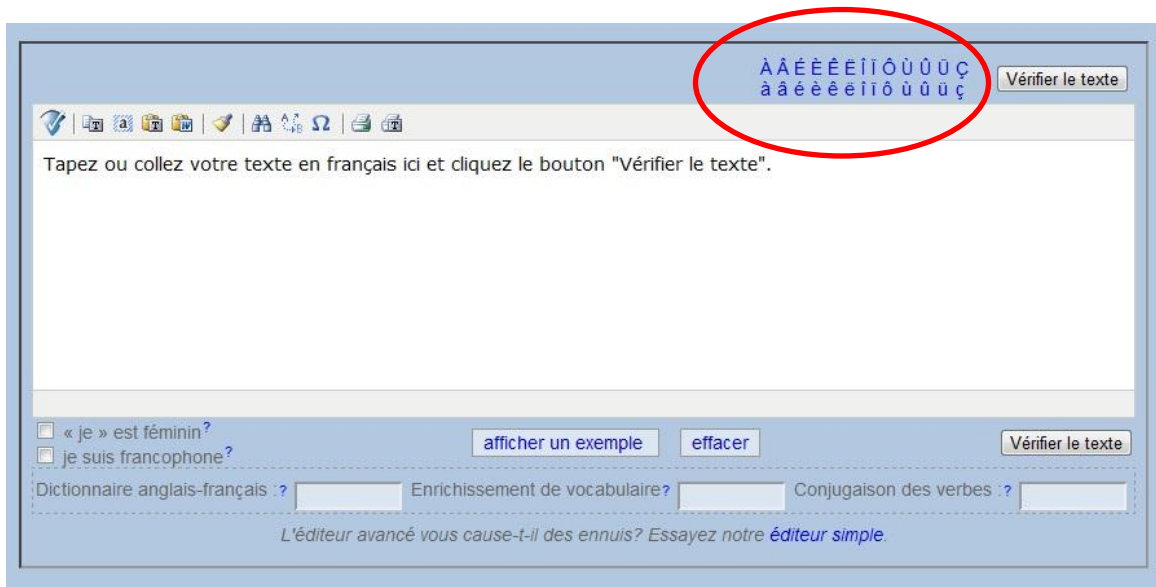 À Â É È Ê Ë Î Ï Ô Ù Û Ü Ç
à â é è ê ë î ï ô ù û ü ç
Vérifier le texte
Tapez ou collez votre texte en français ici et cliquez le bouton "Vérifier le texte".
« je » est féminin?
je suis francophone?
afficher un exemple
effacer
Vérifier le texte
Dictionnaire anglais-français :?
Enrichissement de vocabulaire?
Conjugaison des verbes :?
L'éditeur avancé vous cause-t-il des ennuis? Essayez notre éditeur simple.